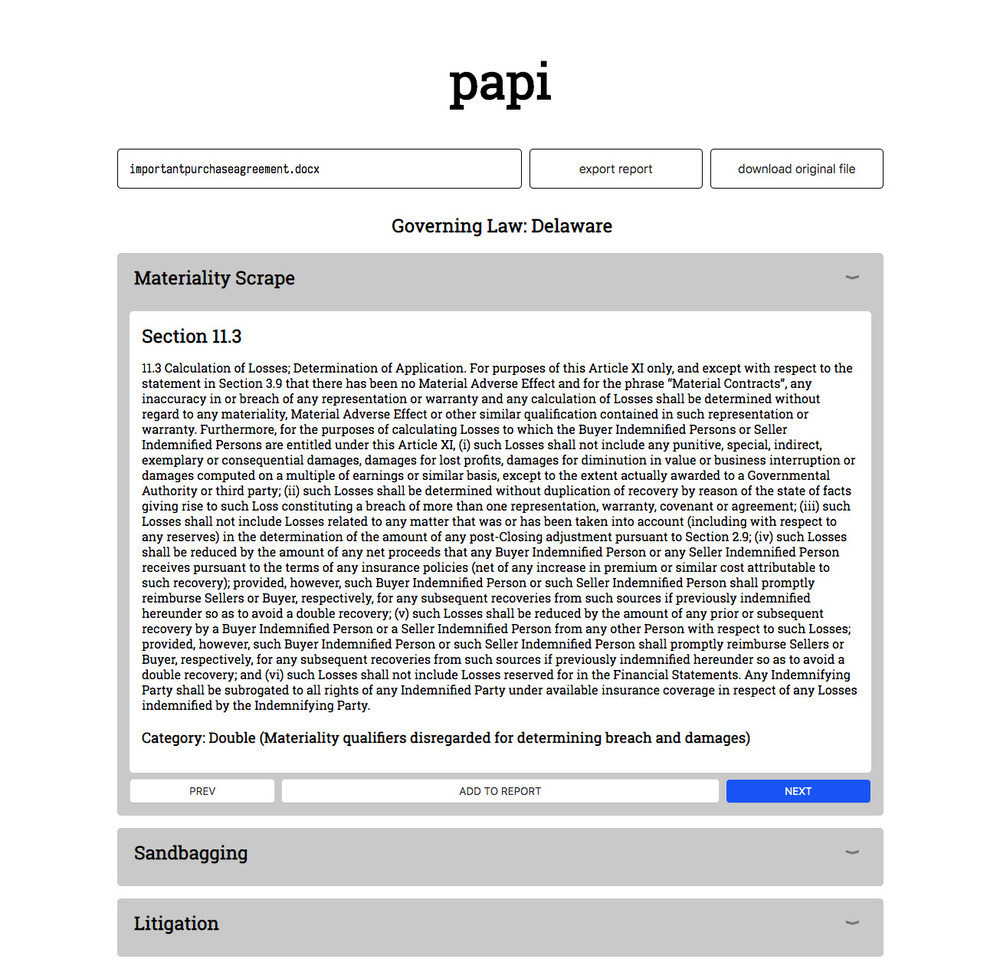 papi
importantpurchaseagreement.docx
export report
download original file
Governing Law: Delaware
Materiality Scrape
Section 11.3
11.3 Calculation of Losses; Determination of Application. For purposes of this Article XI only, and except with respect to the
statement in Section 3.9 that there has been no Material Adverse Effect and for the phrase “Material Contracts”, any
inaccuracy in or breach of any representation or warranty and any calculation of Losses shall be determined without
regard to any materiality, Material Adverse Effect or other similar qualification contained in such representation or
warranty. Furthermore, for the purposes of calculating Losses to which the Buyer Indemnified Persons or Seller
Indemnified Persons are entitled under this Article XI, (i) such Losses shall not include any punitive, special, indirect,
exemplary or consequential damages, damages for lost profits, damages for diminution in value or business interruption or
damages computed on a multiple of earnings or similar basis, except to the extent actually awarded to a Governmental
Authority or third party; (ii) such Losses shall be determined without duplication of recovery by reason of the state of facts
giving rise to such Loss constituting a breach of more than one representation, warranty, covenant or agreement; (iii) such
Losses shall not include Losses related to any matter that was or has been taken into account (including with respect to
any reserves) in the determination of the amount of any post-Closing adjustment pursuant to Section 2.9; (iv) such Losses
shall be reduced by the amount of any net proceeds that any Buyer Indemnified Person or any Seller Indemnified Person
receives pursuant to the terms of any insurance policies (net of any increase in premium or similar cost attributable to
such recovery); provided, however, such Buyer Indemnified Person or such Seller Indemnified Person shall promptly
reimburse Sellers or Buyer, respectively, for any subsequent recoveries from such sources if previously indemnified
hereunder so as to avoid a double recovery; (v) such Losses shall be reduced by the amount of any prior or subsequent
recovery by a Buyer Indemnified Person or a Seller Indemnified Person from any other Person with respect to such Losses;
provided, however, such Buyer Indemnified Person or such Seller Indemnified Person shall promptly reimburse Sellers or
Buyer, respectively, for any subsequent recoveries from such sources if previously indemnified hereunder so as to avoid a
double recovery; and (vi) such Losses shall not include Losses reserved for in the Financial Statements. Any Indemnifying
Party shall be subrogated to all rights of any Indemnified Party under available insurance coverage in respect of any Losses
indemnified by the Indemnifying Party.
Category: Double (Materiality qualifiers disregarded for determining breach and damages)
PREV
ADD TO REPORT
NEXT
Sandbagging
Litigation